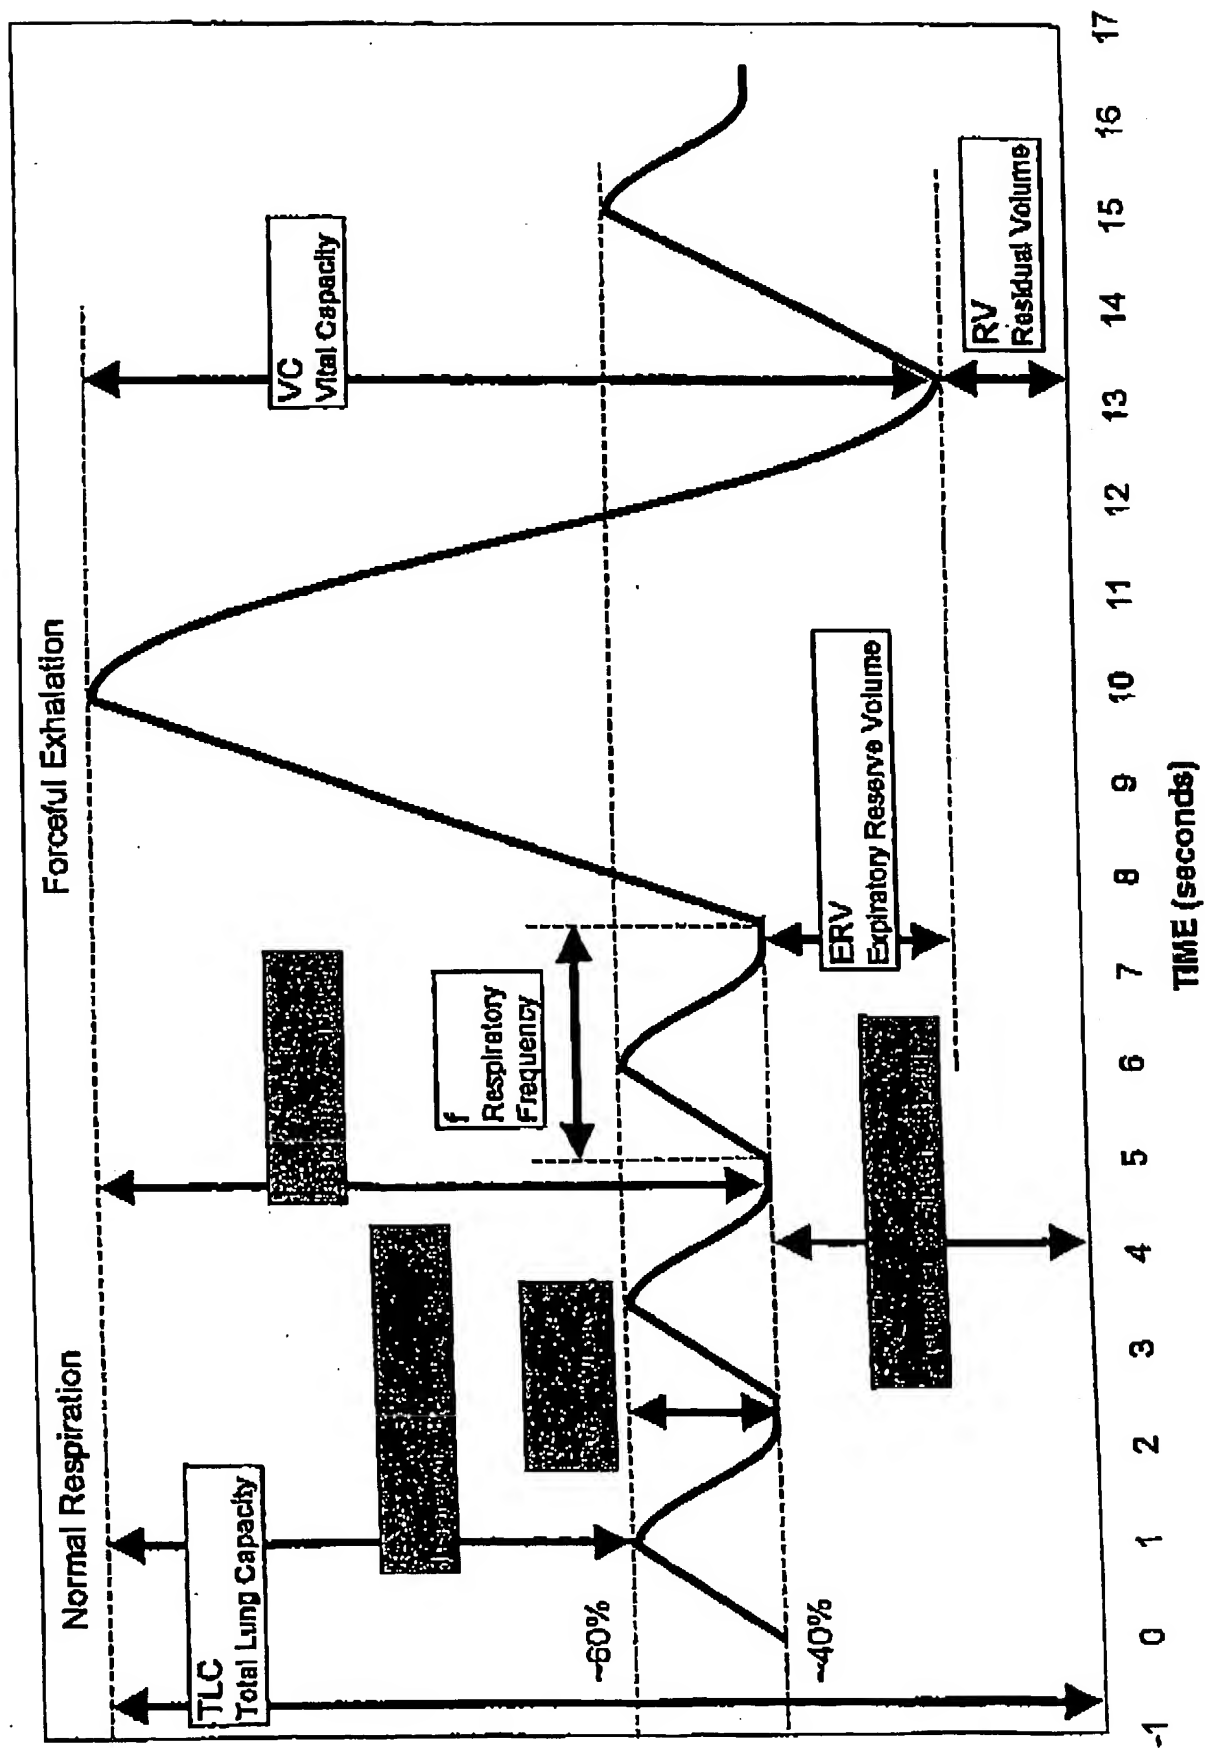 Normal Respiration
Forceful Exhalation
TLC
Total Lung Capacity
VC
Vital Capacity
f
Respiratory
Frequency
~60%
~40%
ERV
Expiratory Reserve Volume
RV
Residual Volume
-1 0 1 2 3 4 5 6 7 8 9 10 11 12 13 14 15 16 17
TIME (seconds)